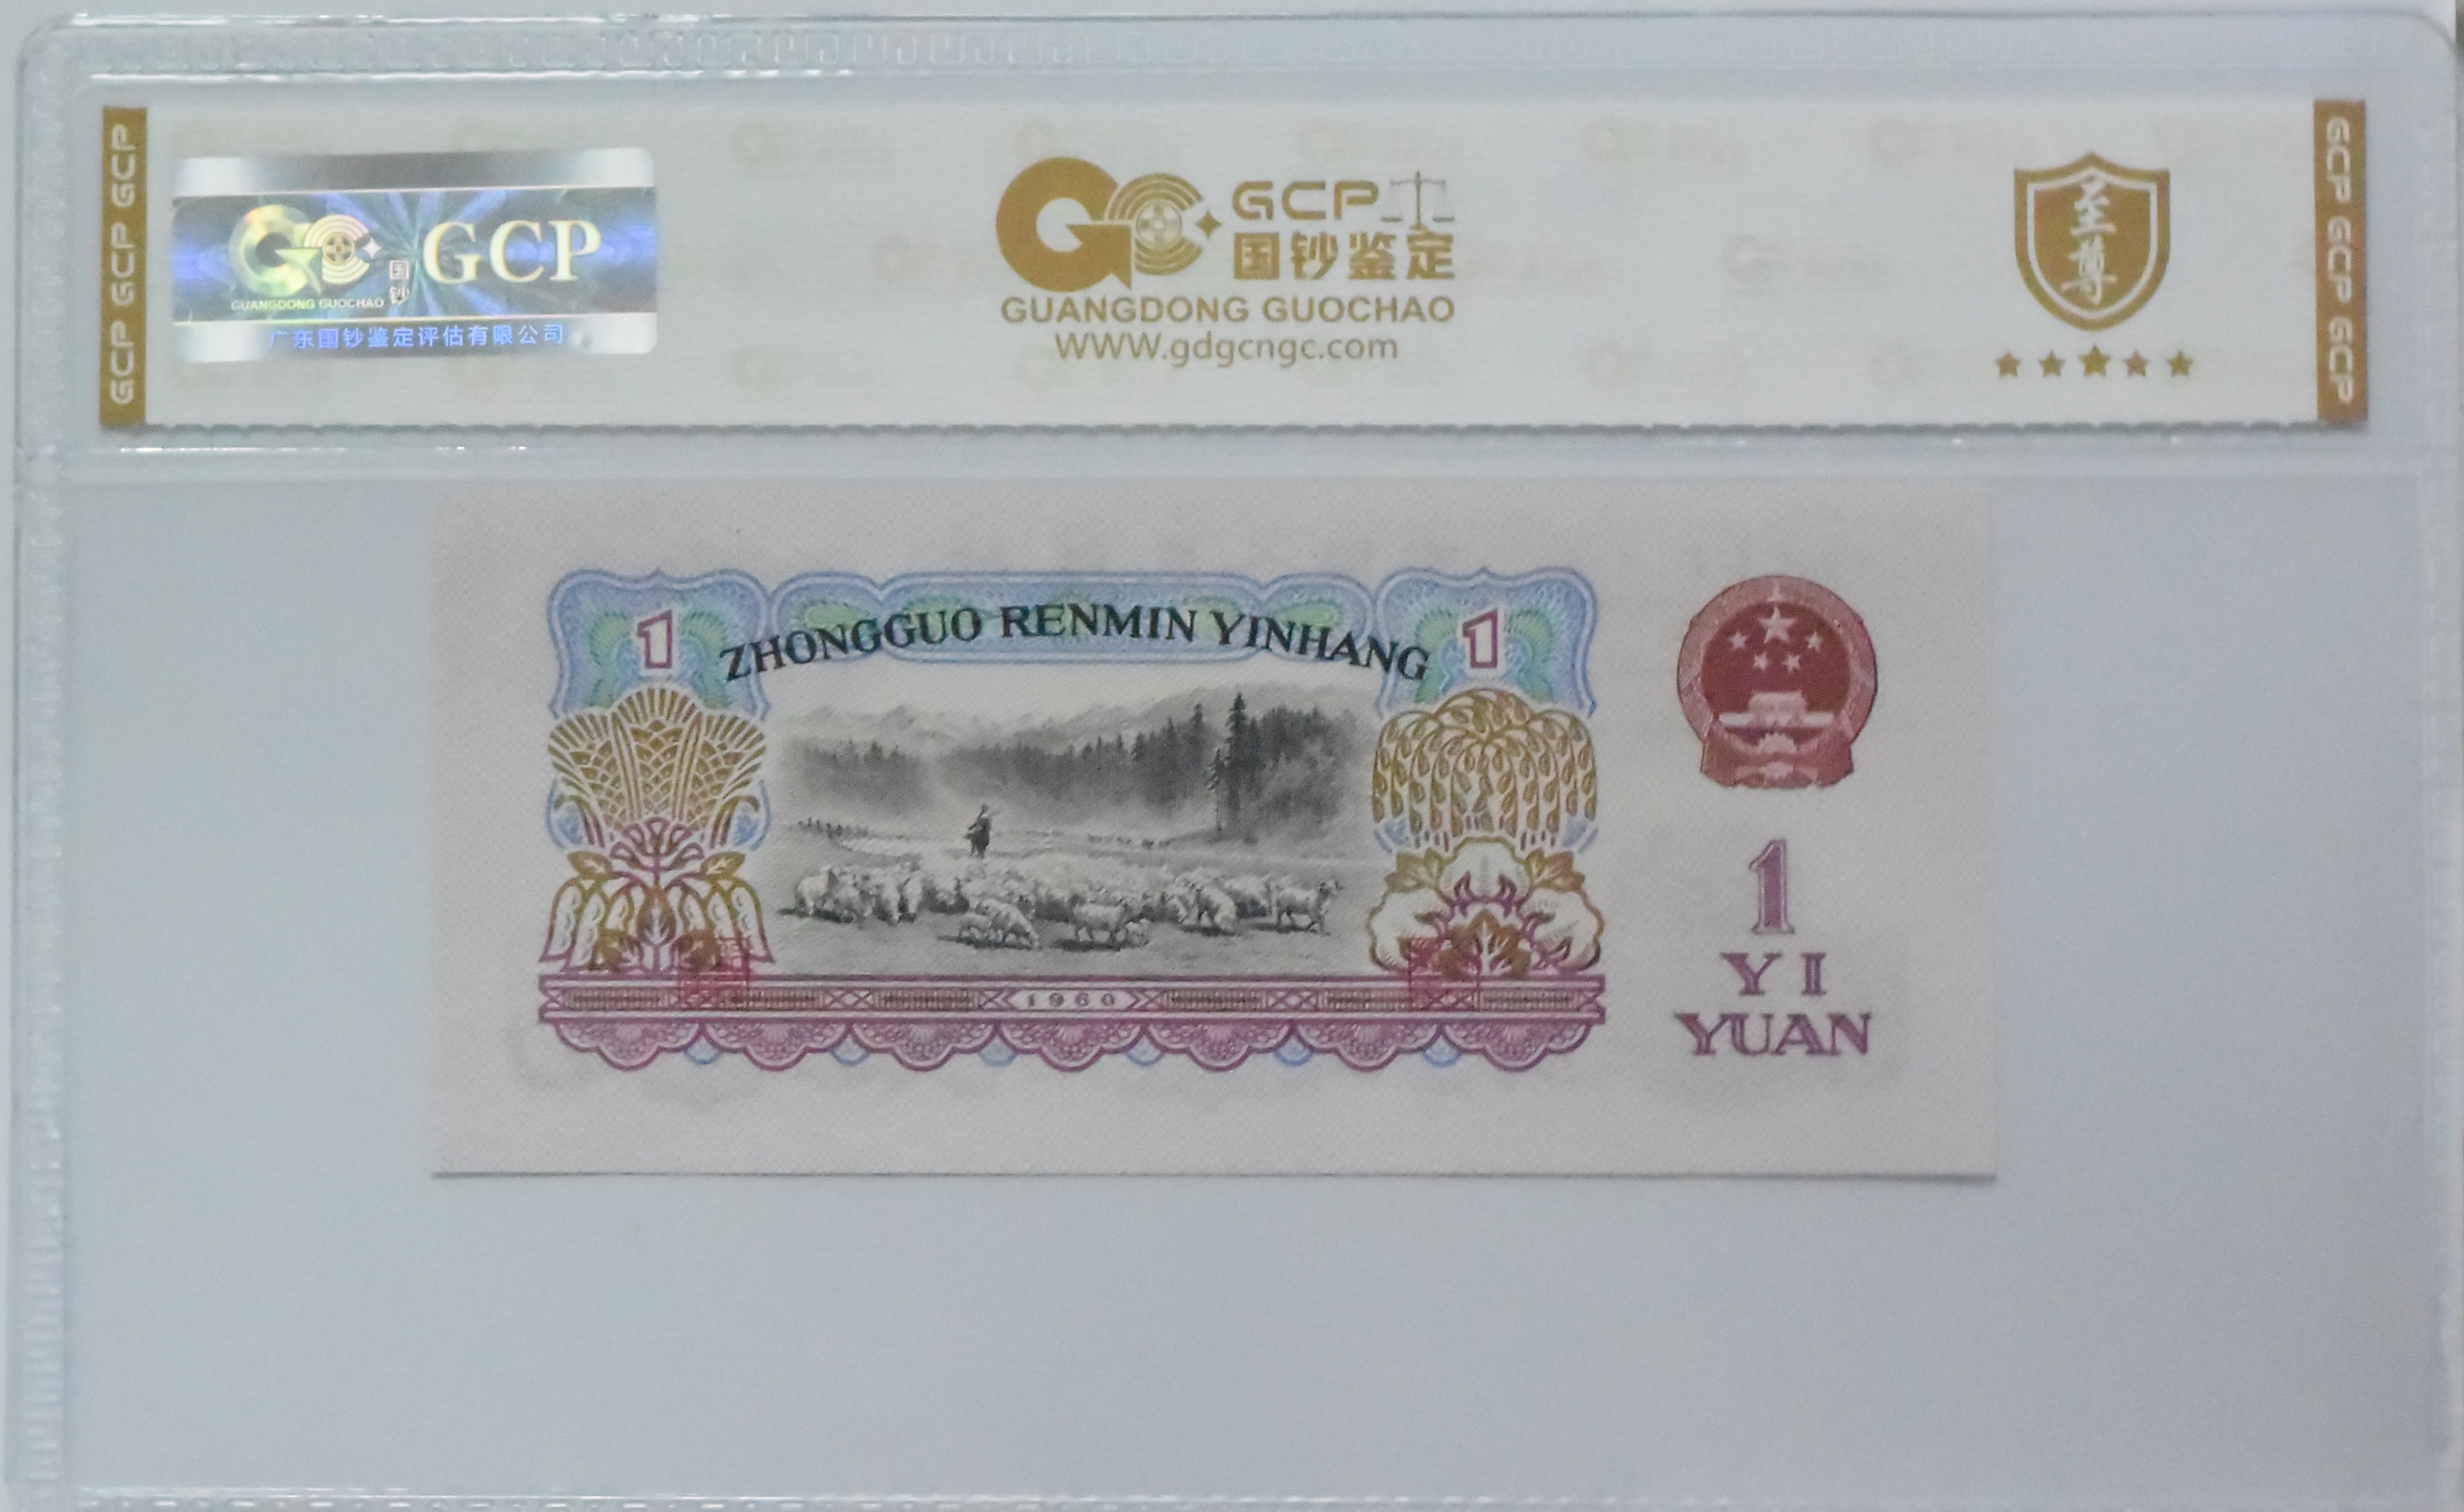 GCP GCP GCP
GUANGDONG GUOCHAO
国钞
GCP
广东国钞鉴定评估有限公司
GCP
国钞鉴定
GUANGDONG GUOCHAO
WWW.gdgcngc.com
至尊
GCP GCP GCP
1
ZHONGGUO RENMIN YINHANG
1
1960
1
YI
YUAN